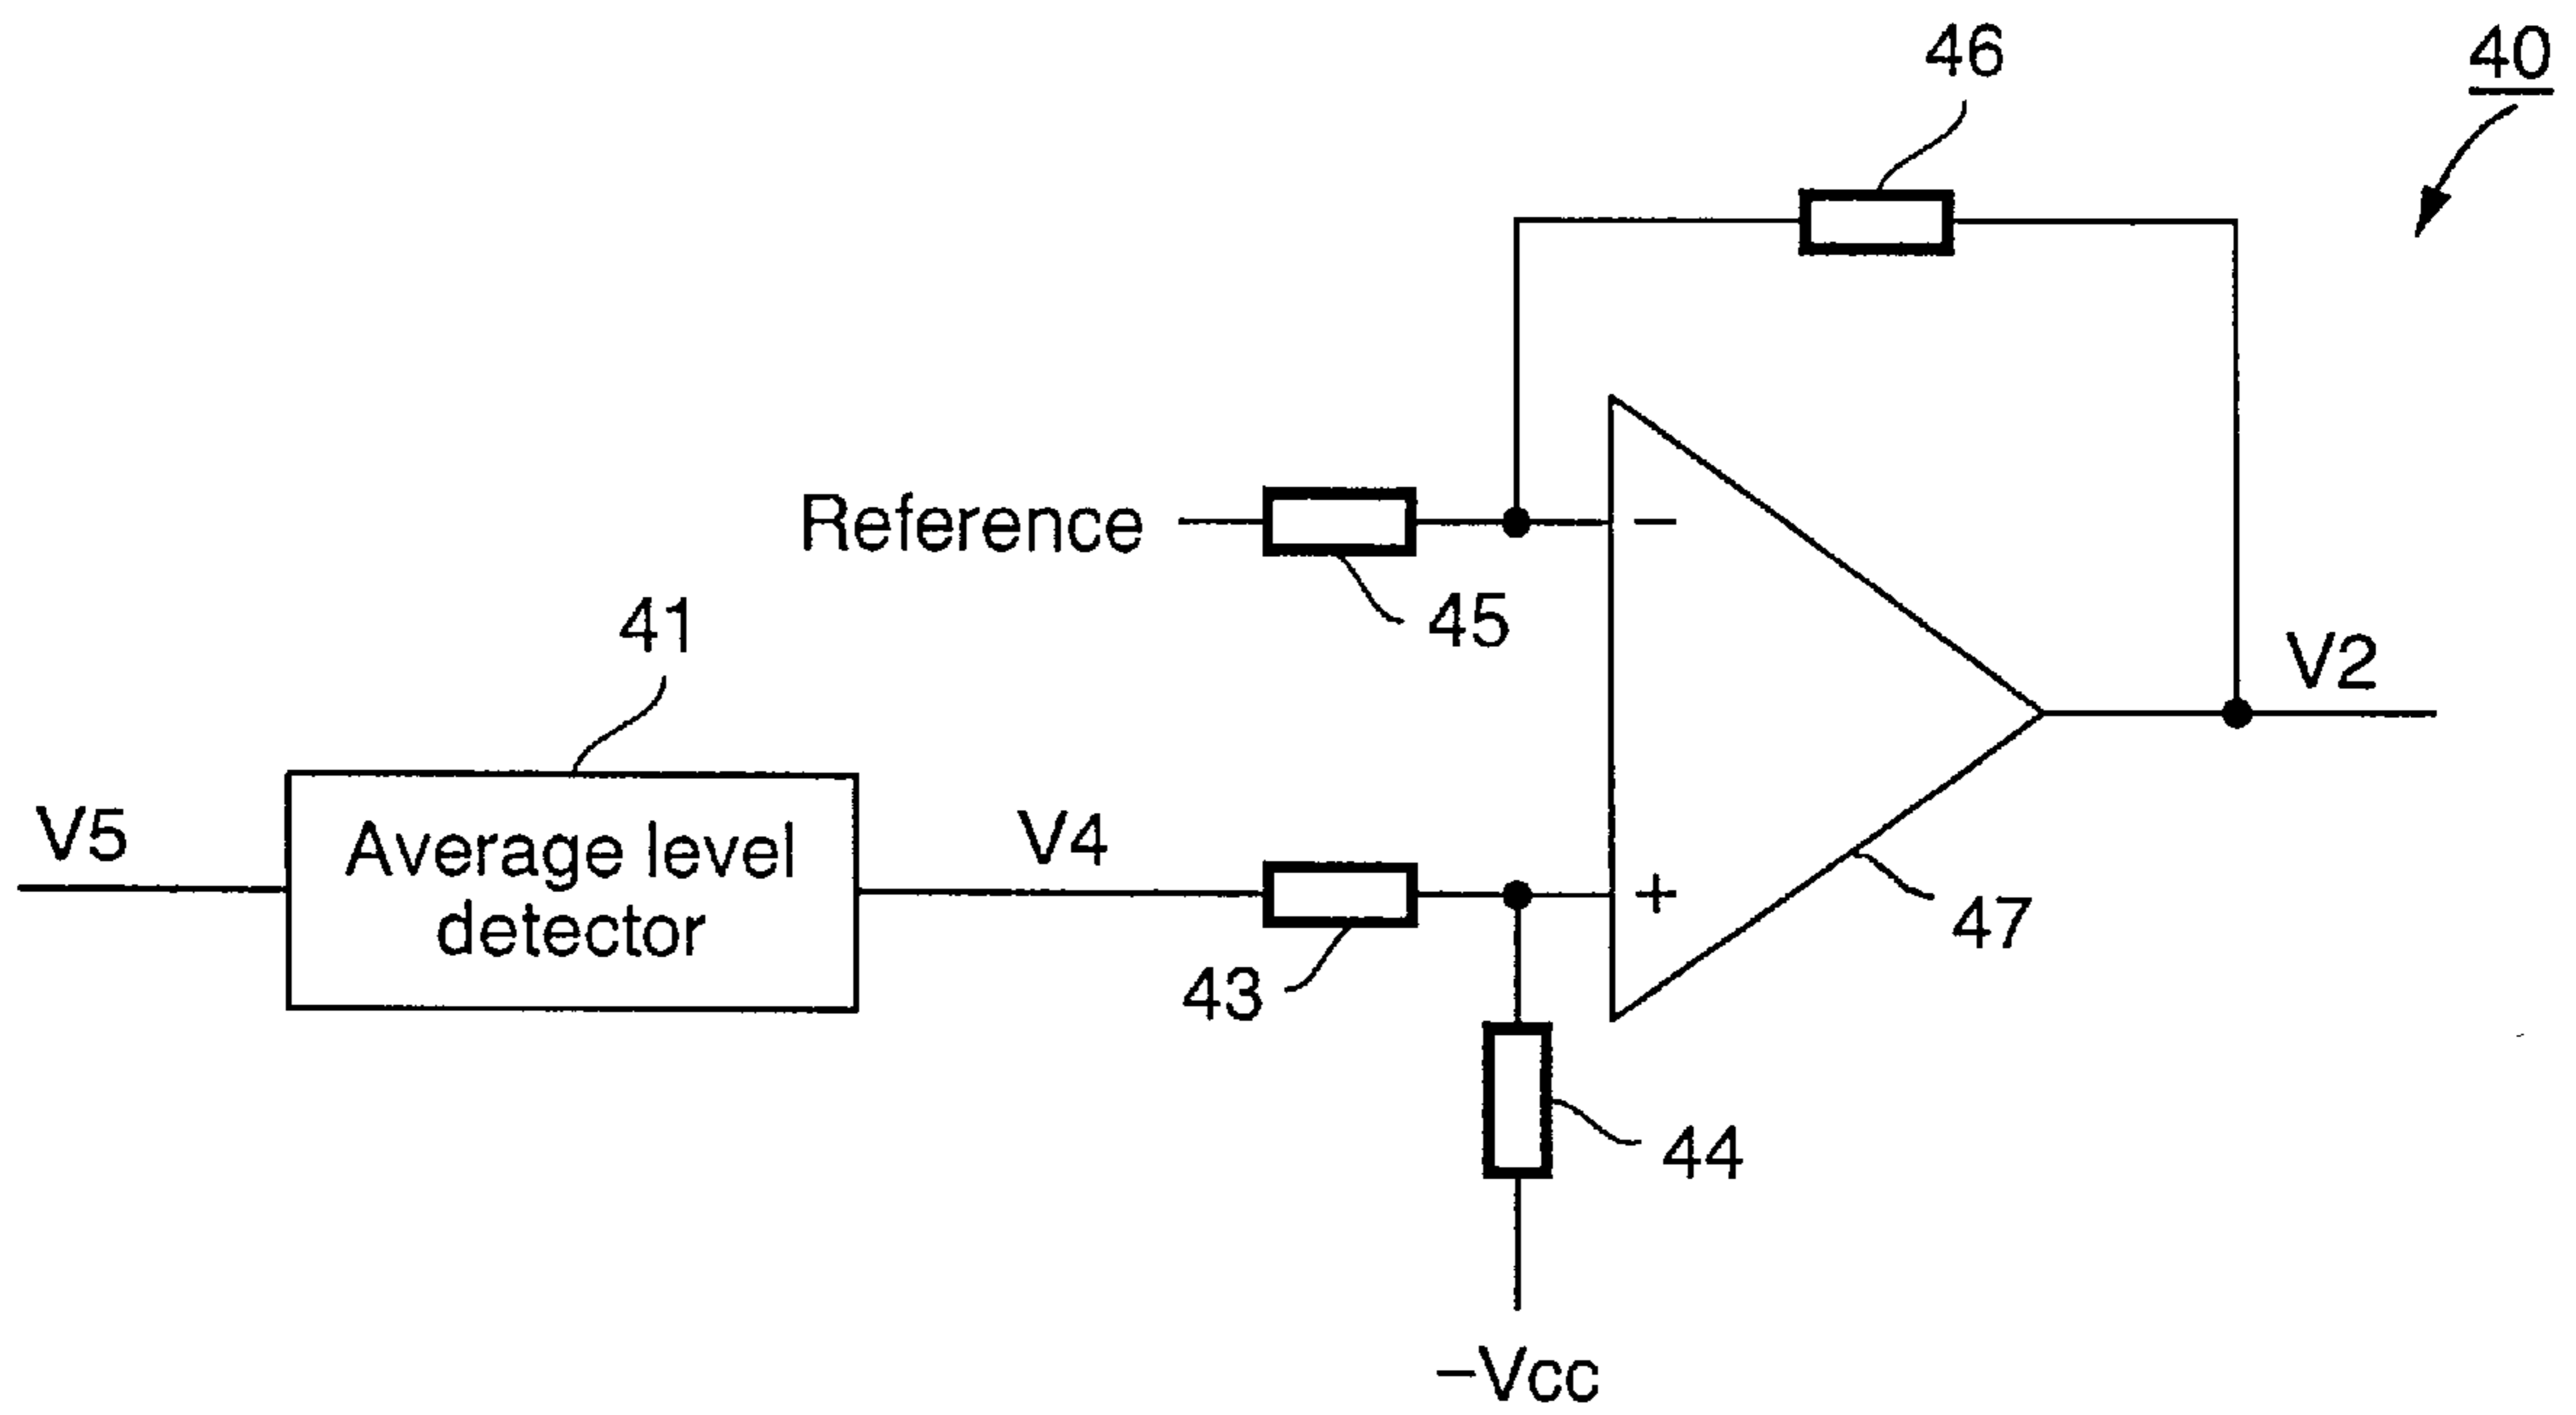 46
40
Reference
−
45
41
V2
V5
Average level
detector
V4
+
47
43
44
−Vcc